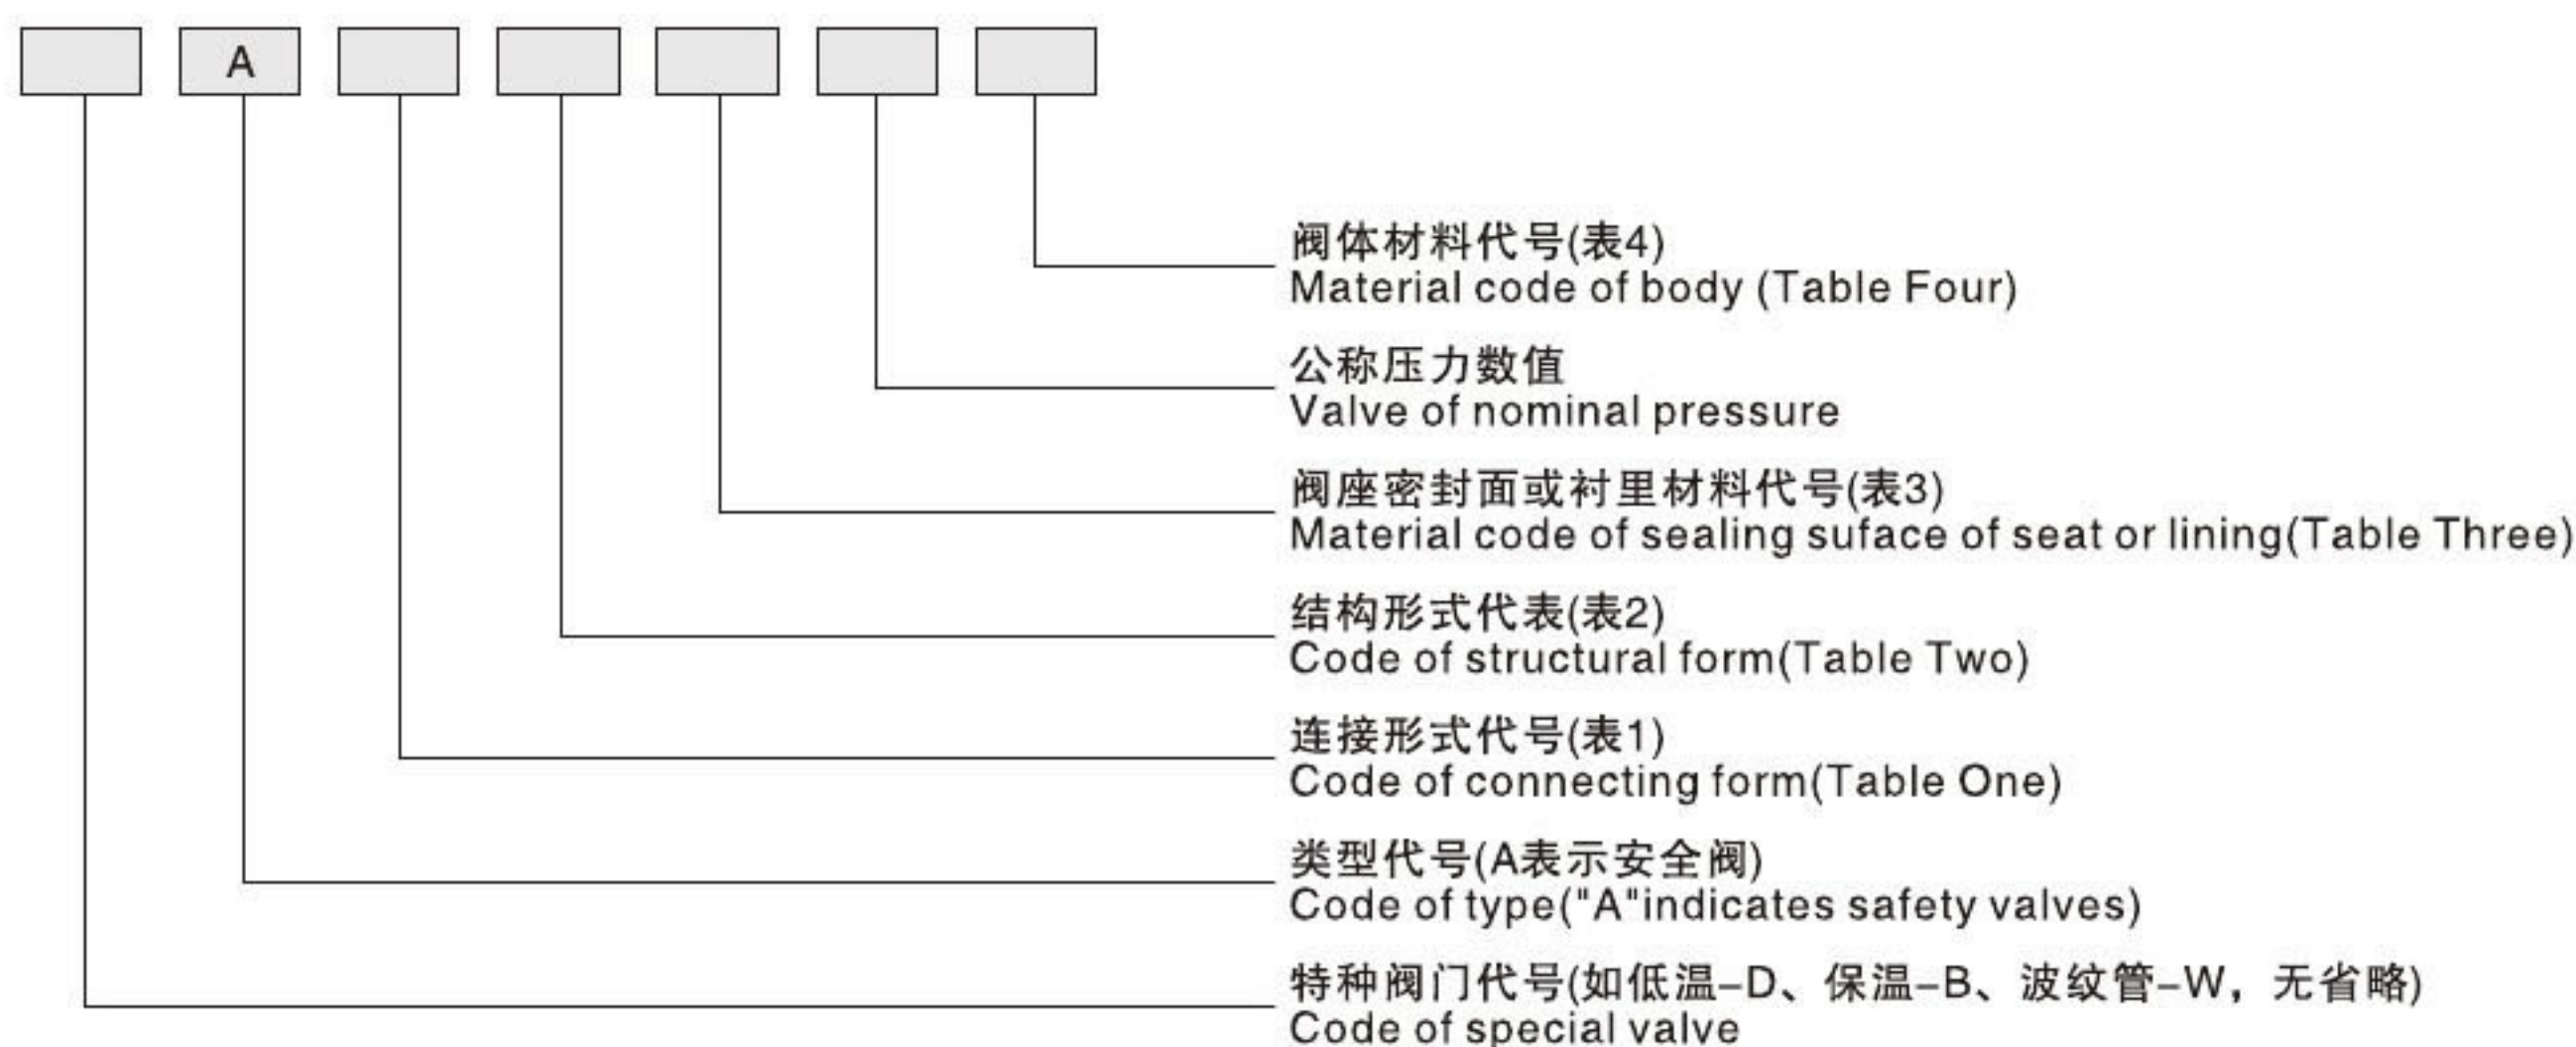 A
阀体材料代号(表4)
Material code of body (Table Four)
公称压力数值
Valve of nominal pressure
阀座密封面或衬里材料代号(表3)
Material code of sealing suface of seat or lining(Table Three)
结构形式代表(表2)
Code of structural form(Table Two)
连接形式代号(表1)
Code of connecting form(Table One)
类型代号(A表示安全阀)
Code of type("A"indicates safety valves)
特种阀门代号(如低温–D、保温–B、波纹管–W，无省略)
Code of special valve